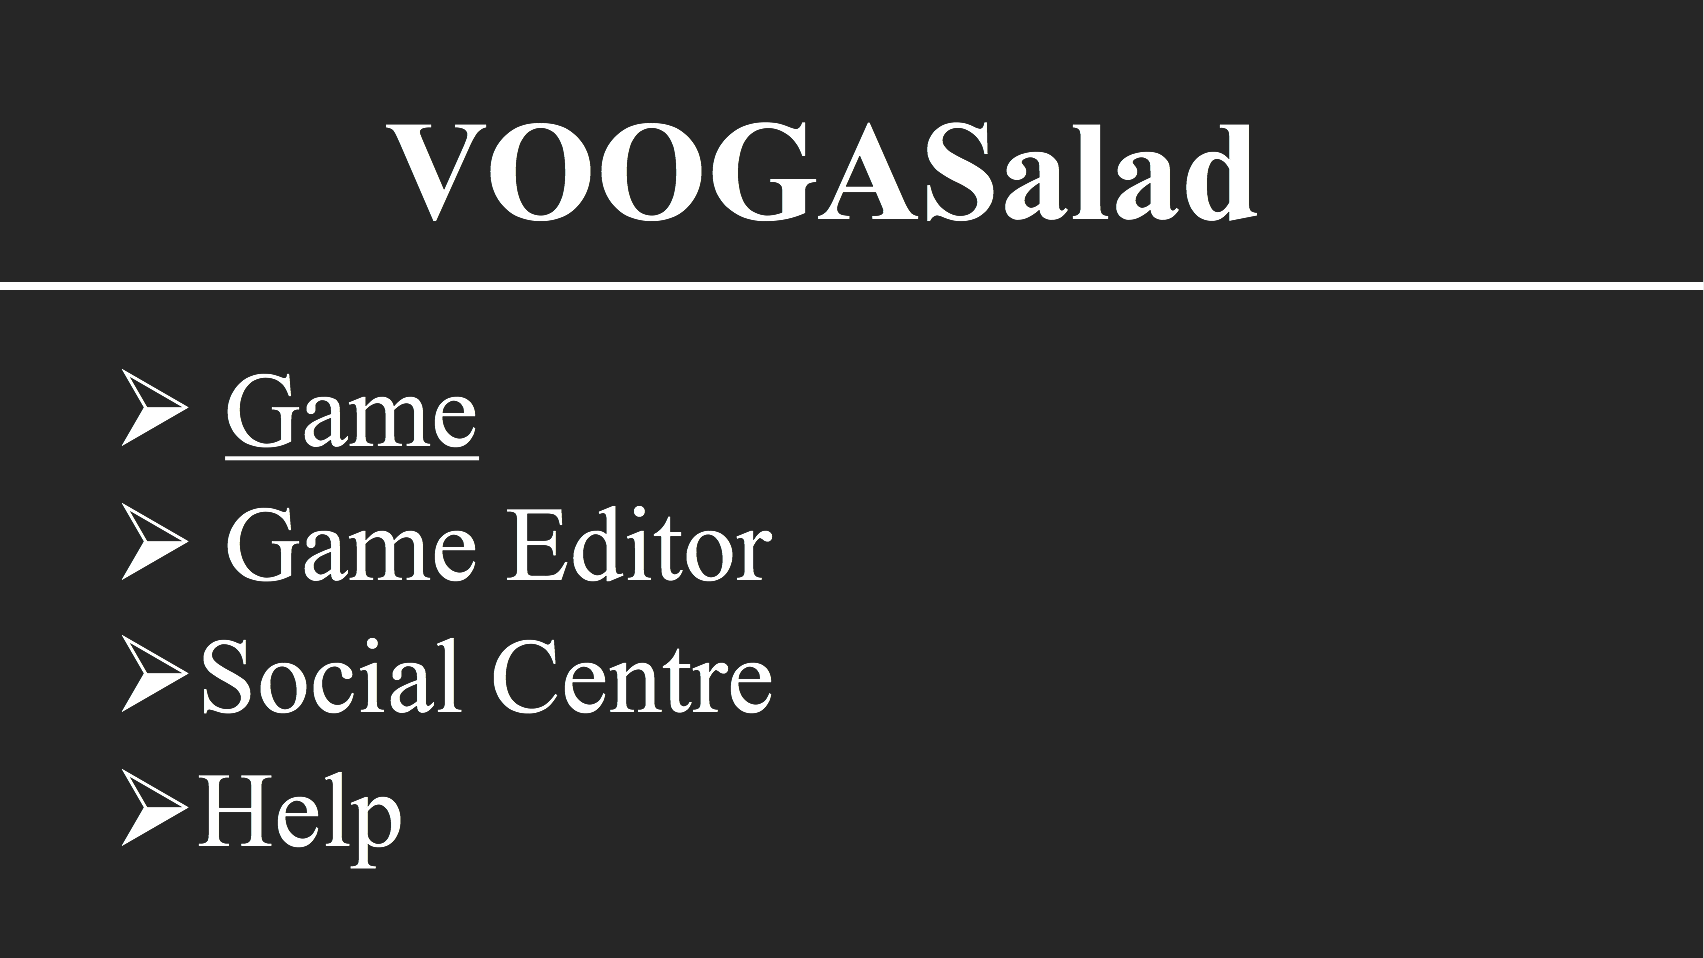 VOOGASalad
➢ Game
➢ Game Editor
➢Social Centre
➢Help